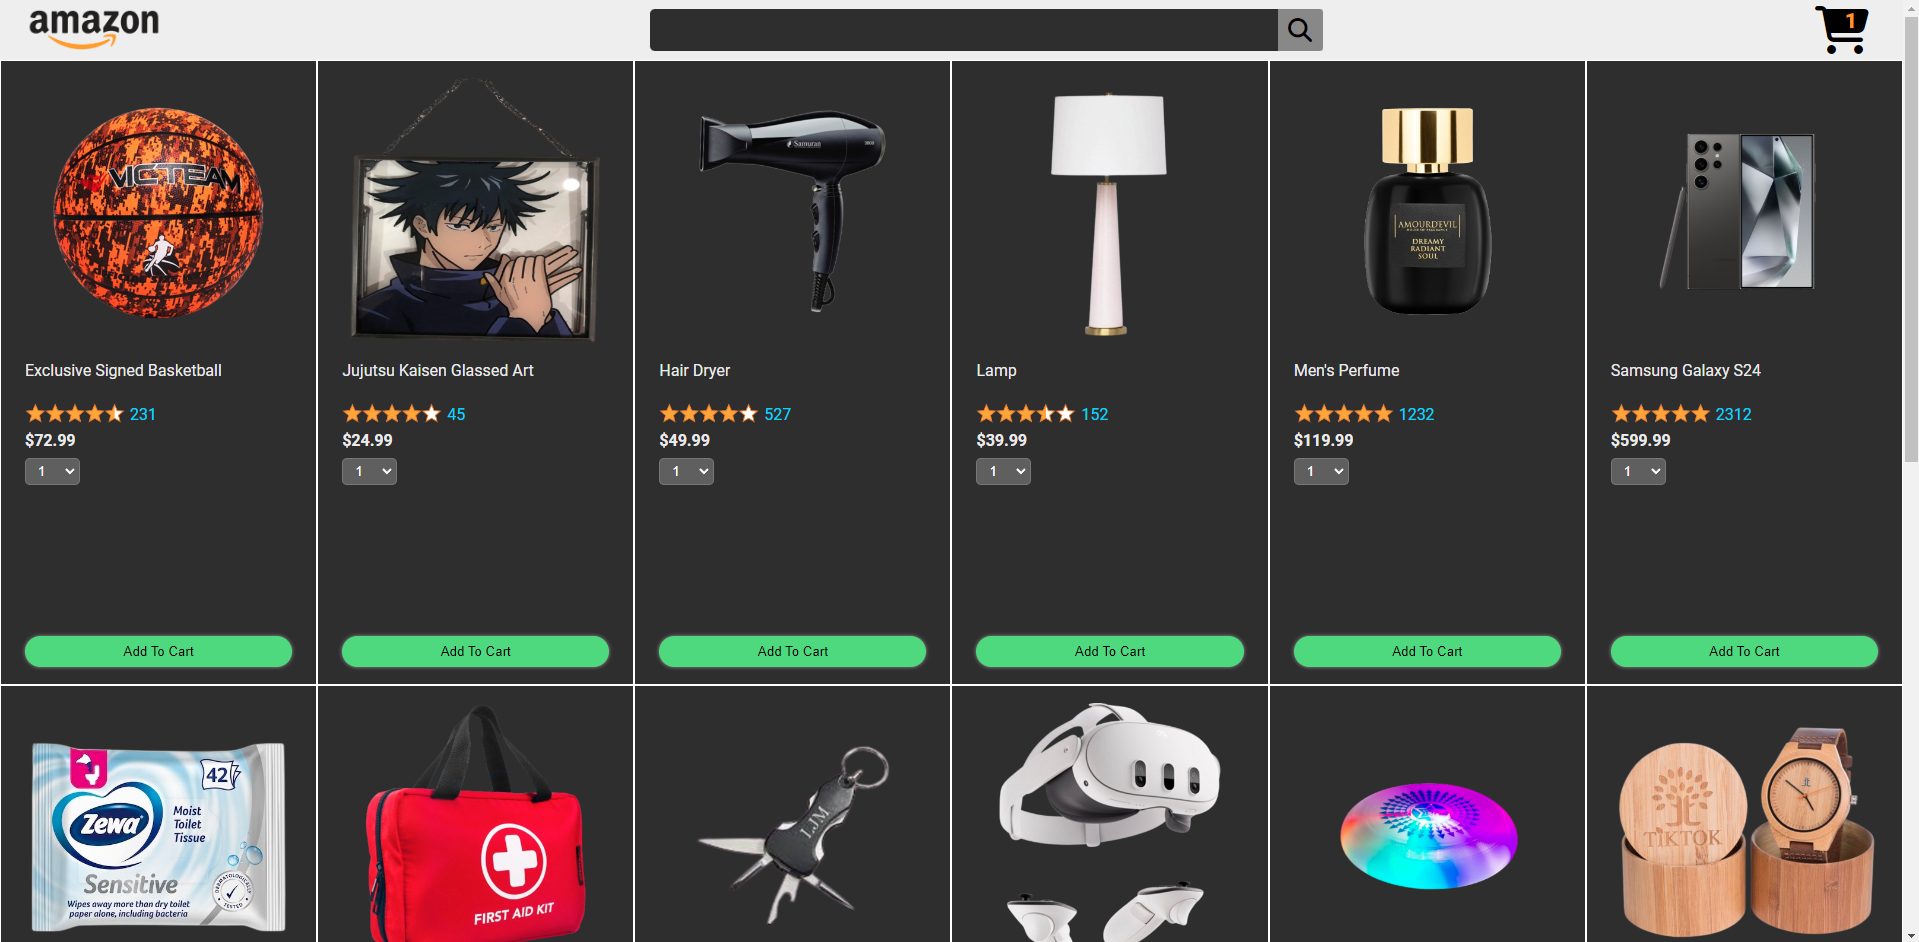 amazon
1
VICTEAM
Samuran
AMOURDEVIL
DREAMY
RADIANT
SOUL
Exclusive Signed Basketball
231
$72.99
1
Add To Cart
Jujutsu Kaisen Glassed Art
45
$24.99
1
Add To Cart
Hair Dryer
527
$49.99
1
Add To Cart
Lamp
152
$39.99
1
Add To Cart
Men's Perfume
1232
$119.99
1
Add To Cart
Samsung Galaxy S24
2312
$599.99
1
Add To Cart
42
Zewa
Moist
Toilet
Tissue
Sensitive
Wipes away more than dry toilet
paper alone, including bacteria
DERMATOLOGICALLY
TESTED
FIRST AID KIT
LJM
TIKTOK